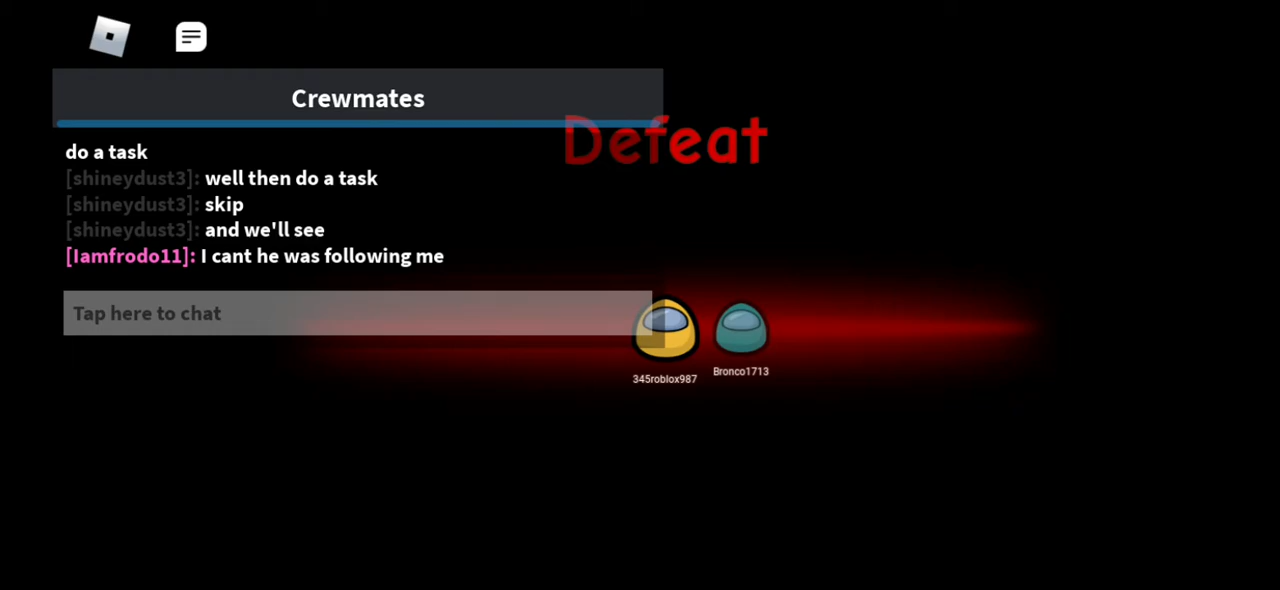 Crewmates
Defeat
do a task
[shineydust3]: well then do a task
[shineydust3]: skip
[shineydust3]: and we'll see
[Iamfrodo11]: I cant he was following me
Tap here to chat
345roblox987
Bronco1713